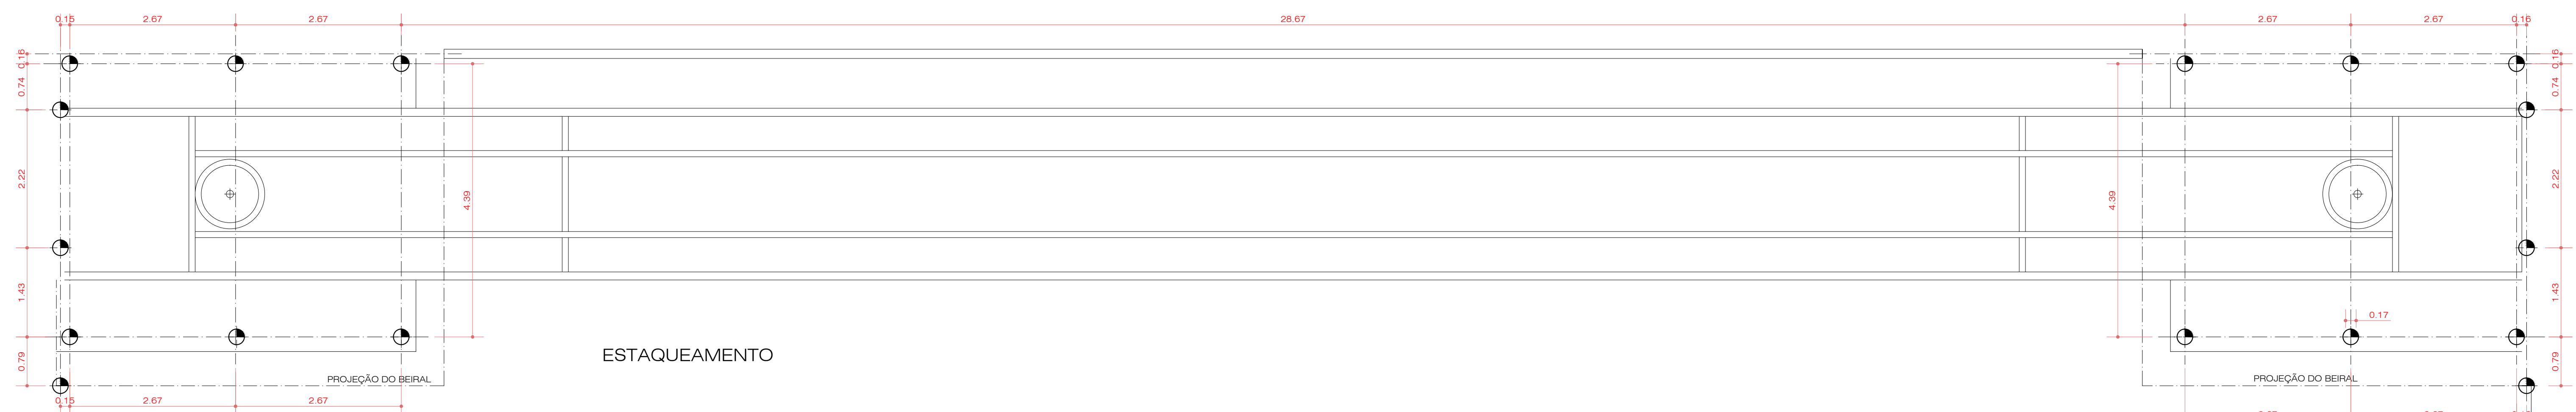 0.15 2.67 2.67 28.67 2.67 2.67 0.16
0.16 0.16
0.74 0.74
2.22 4.39 4.39 2.22
1.43 0.17 1.43
ESTAQUEAMENTO
0.79 0.79
PROJEÇÃO DO BEIRAL PROJEÇÃO DO BEIRAL
0.15 2.67 2.67